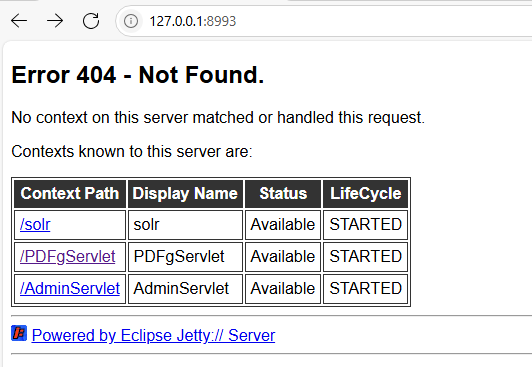 127.0.0.1:8993
Error 404 - Not Found.
No context on this server matched or handled this request.
Contexts known to this server are:
Context Path Display Name Status LifeCycle
/solr solr Available STARTED
/PDFgServlet PDFgServlet Available STARTED
/AdminServlet AdminServlet Available STARTED
Powered by Eclipse Jetty:// Server